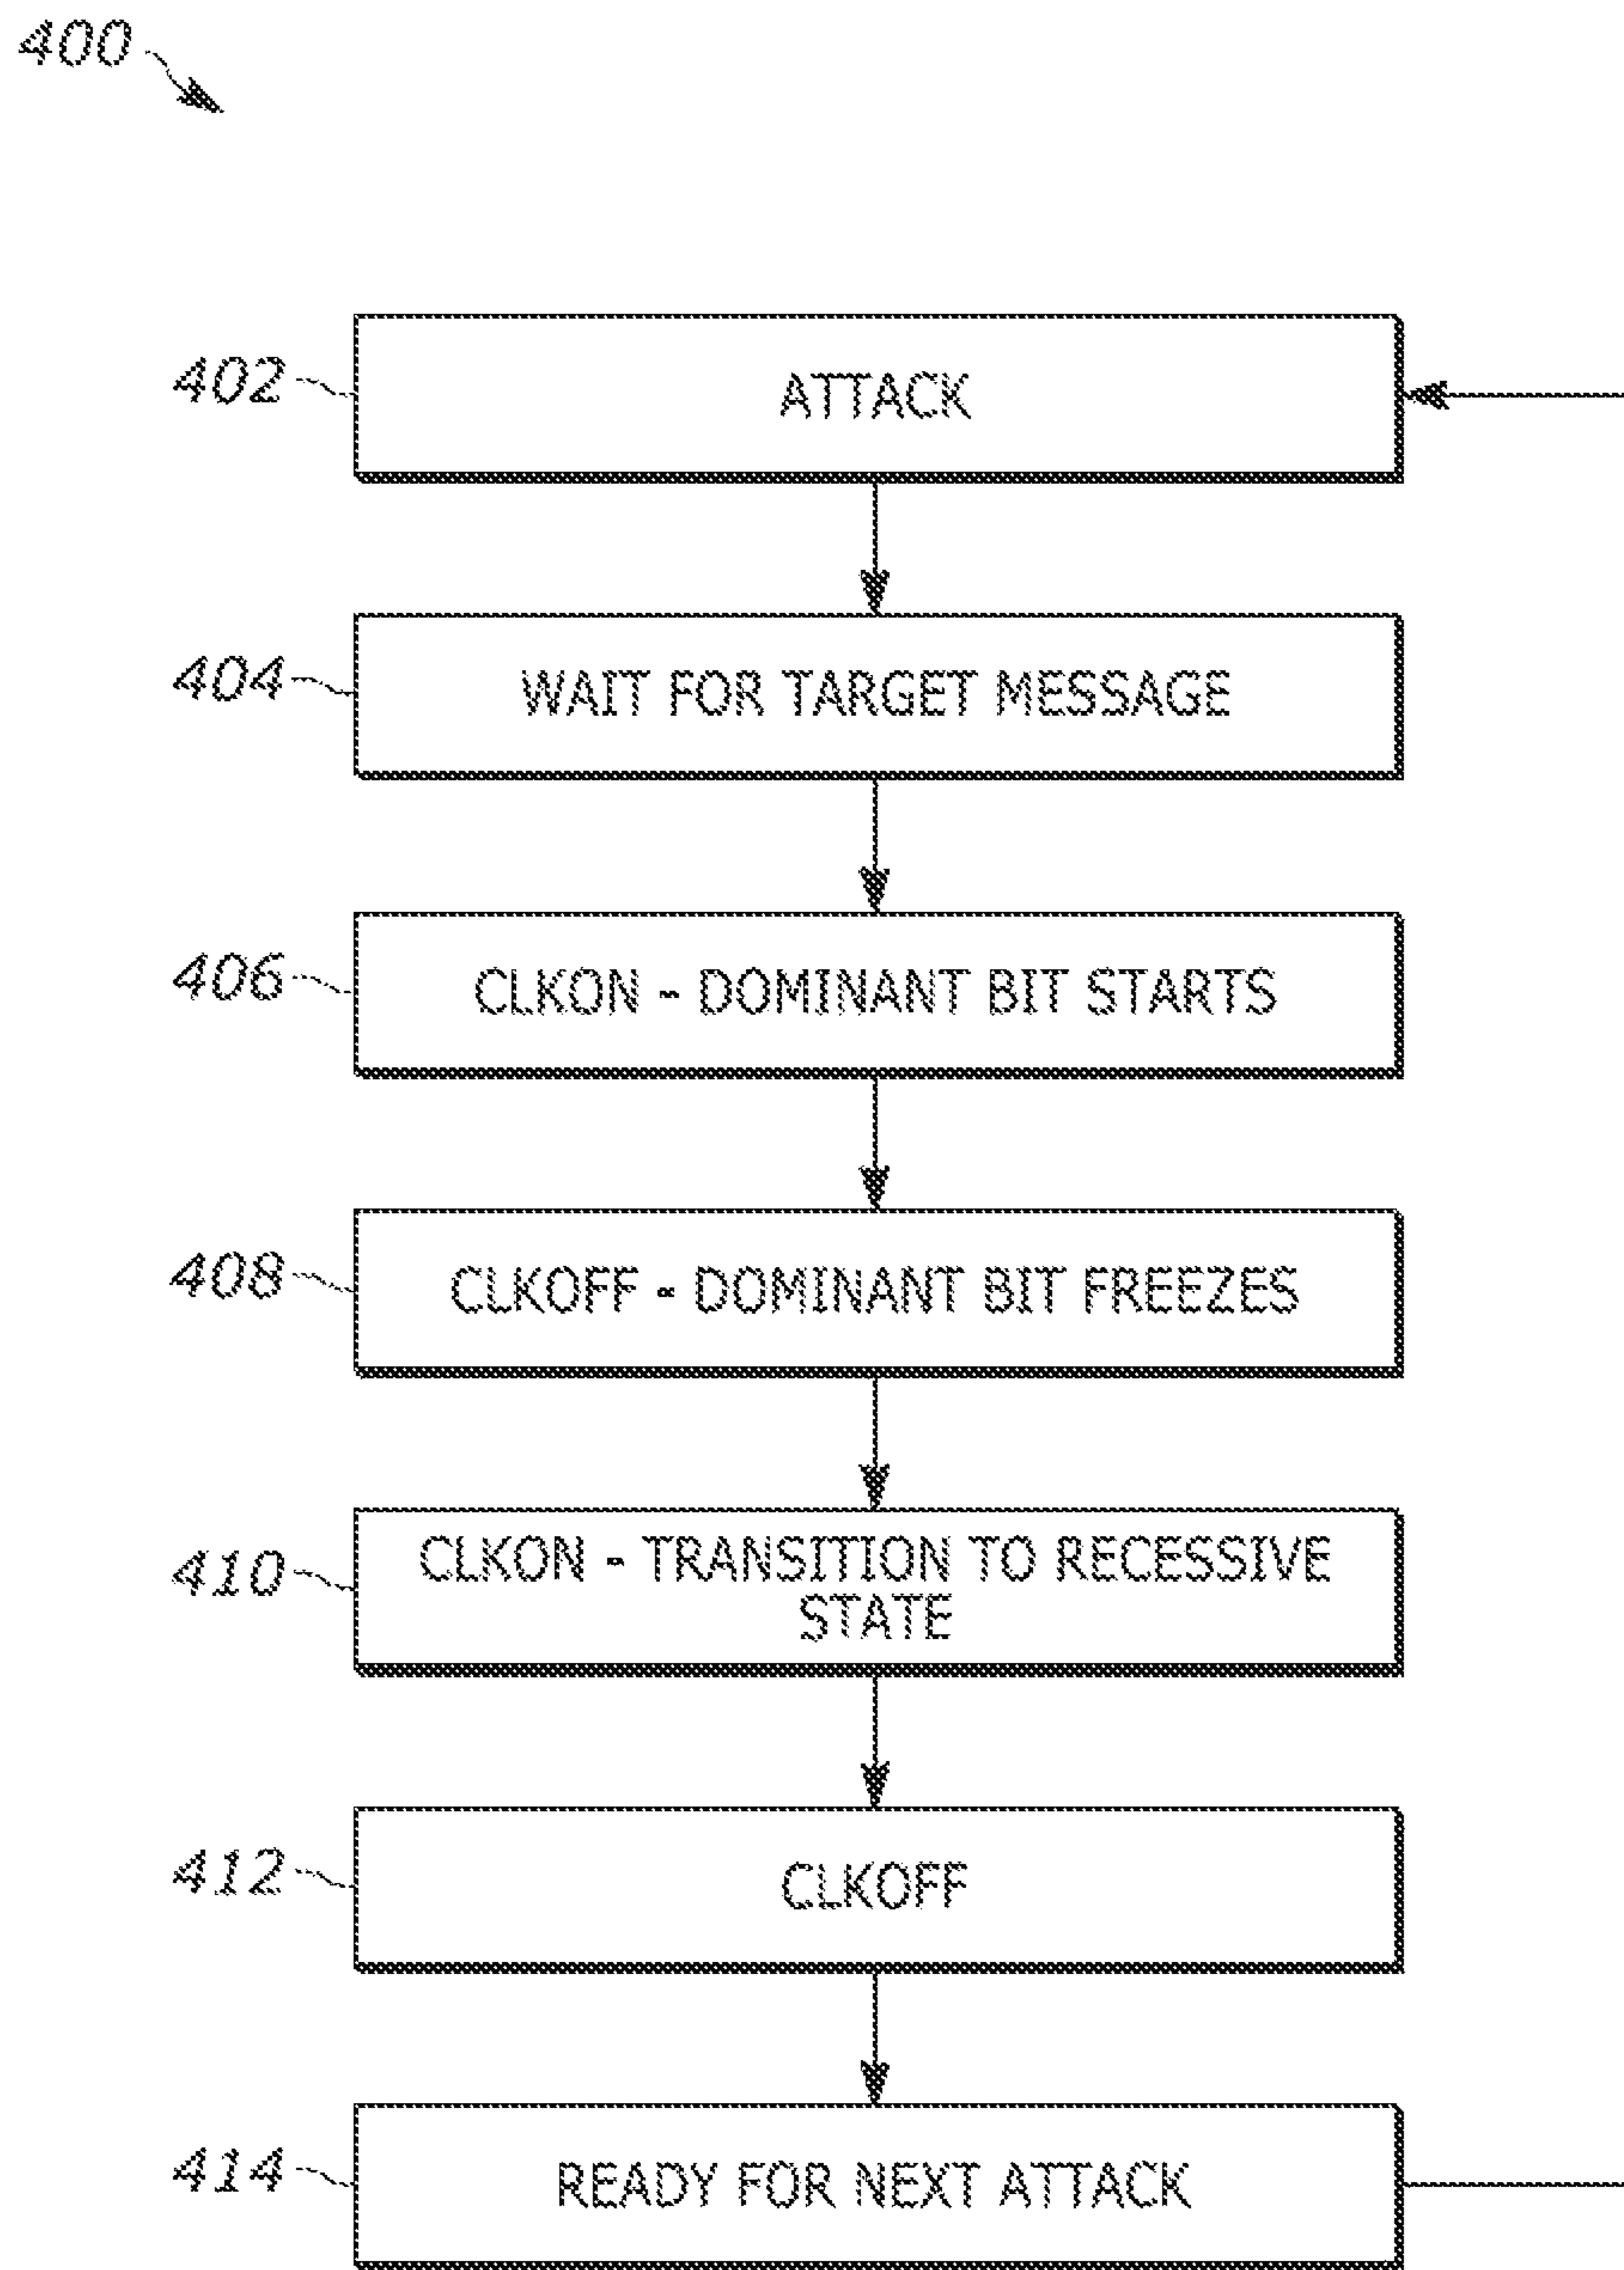 400
402
ATTACK
404
WAIT FOR TARGET MESSAGE
406
CLKON - DOMINANT BIT STARTS
408
CLKOFF - DOMINANT BIT FREEZES
410
CLKON - TRANSITION TO RECESSIVE
STATE
412
CLKOFF
414
READY FOR NEXT ATTACK